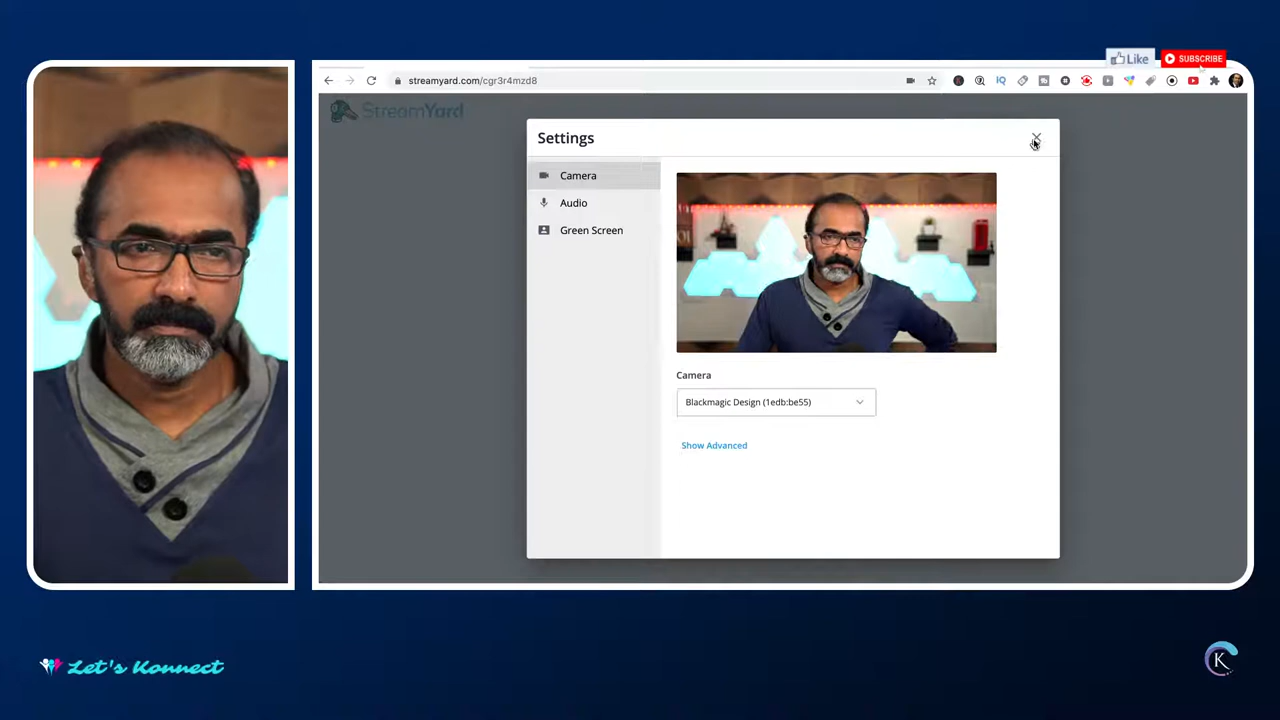 Like
SUBSCRIBE
streamyard.com/cgr3r4mzd8
IQ
StreamYard
Settings
Camera
Audio
Green Screen
Camera
Blackmagic Design (1edb:be55)
Show Advanced
Let's Konnect
K